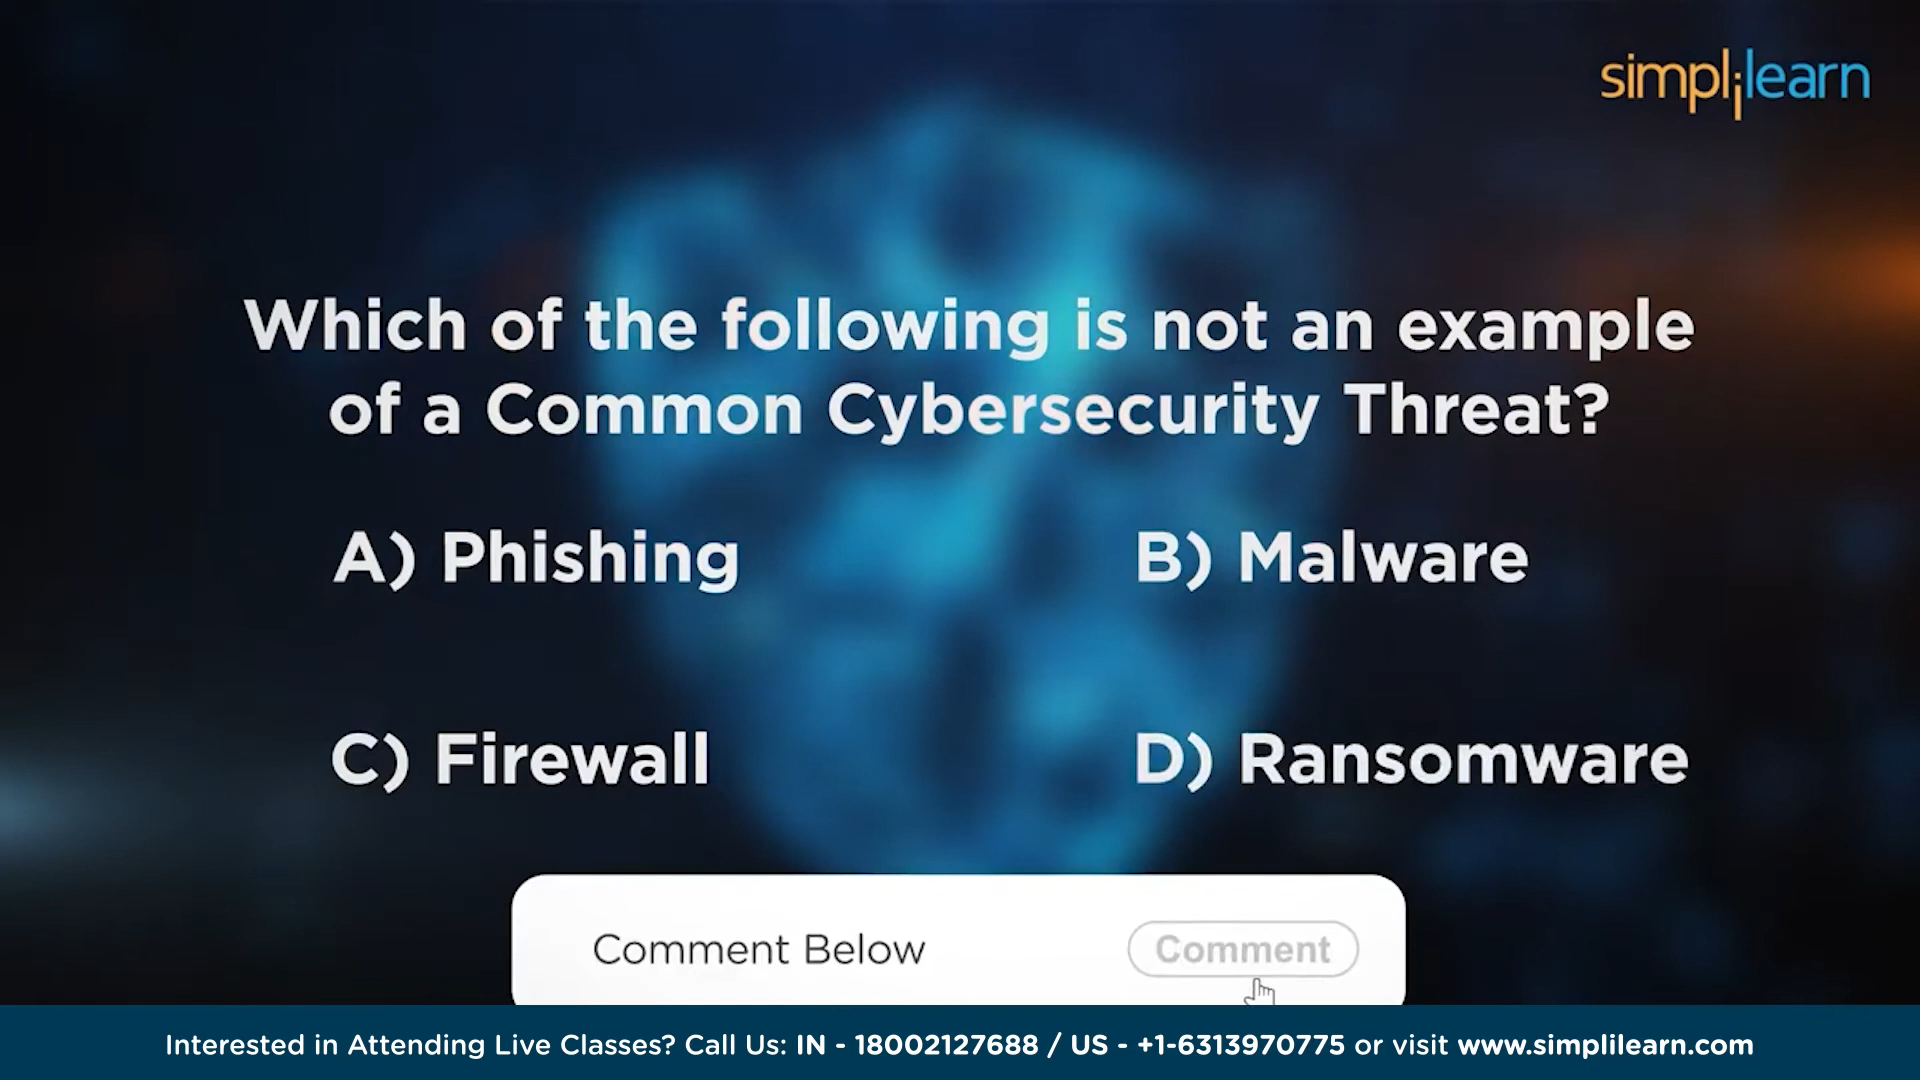 simplilearn
Which of the following is not an example
of a Common Cybersecurity Threat?
A) Phishing
B) Malware
C) Firewall
D) Ransomware
Comment Below
Comment
Interested in Attending Live Classes? Call Us: IN - 18002127688 / US - +1-6313970775 or visit www.simplilearn.com